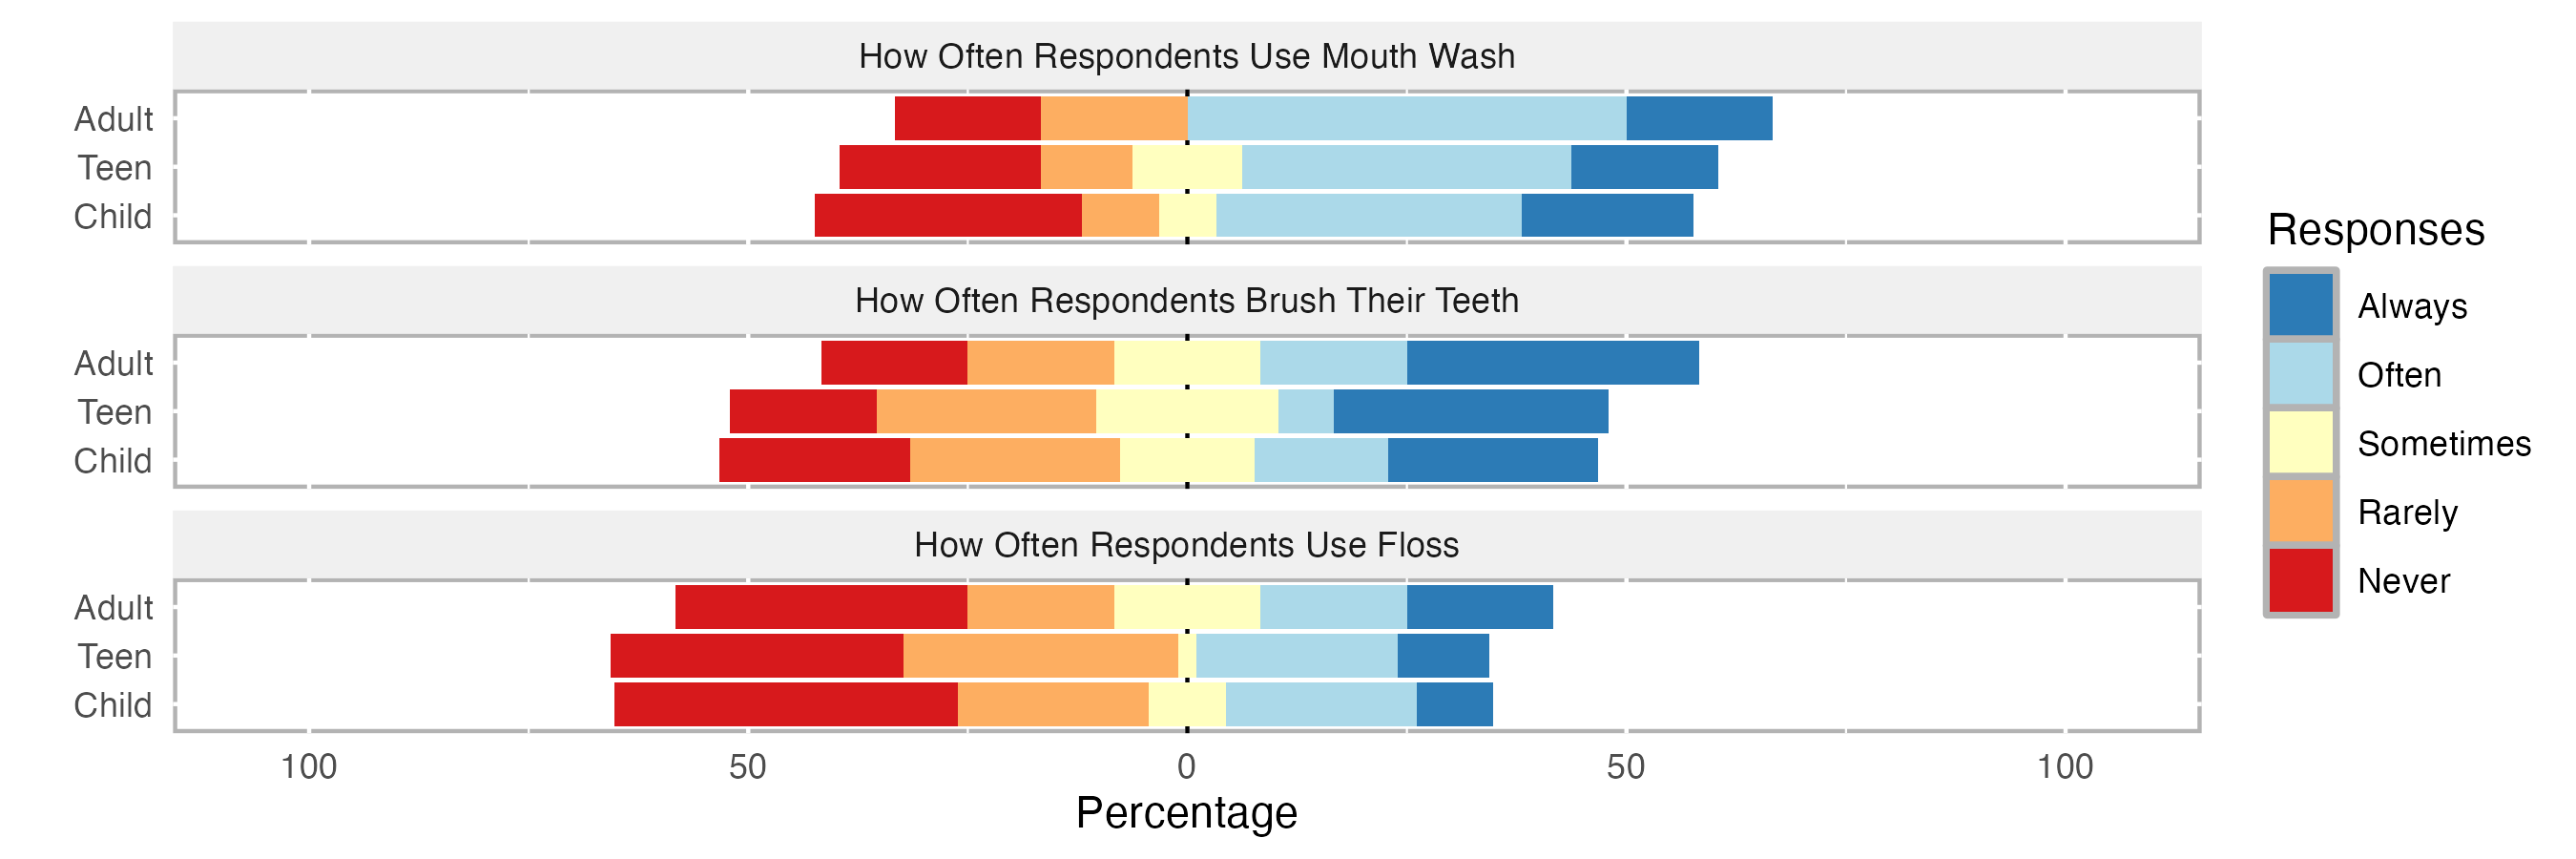 How Often Respondents Use Mouth Wash
Adult
Teen
Child
How Often Respondents Brush Their Teeth
Adult
Teen
Child
How Often Respondents Use Floss
Adult
Teen
Child
100 50 0 50 100
Percentage
Responses
Always
Often
Sometimes
Rarely
Never